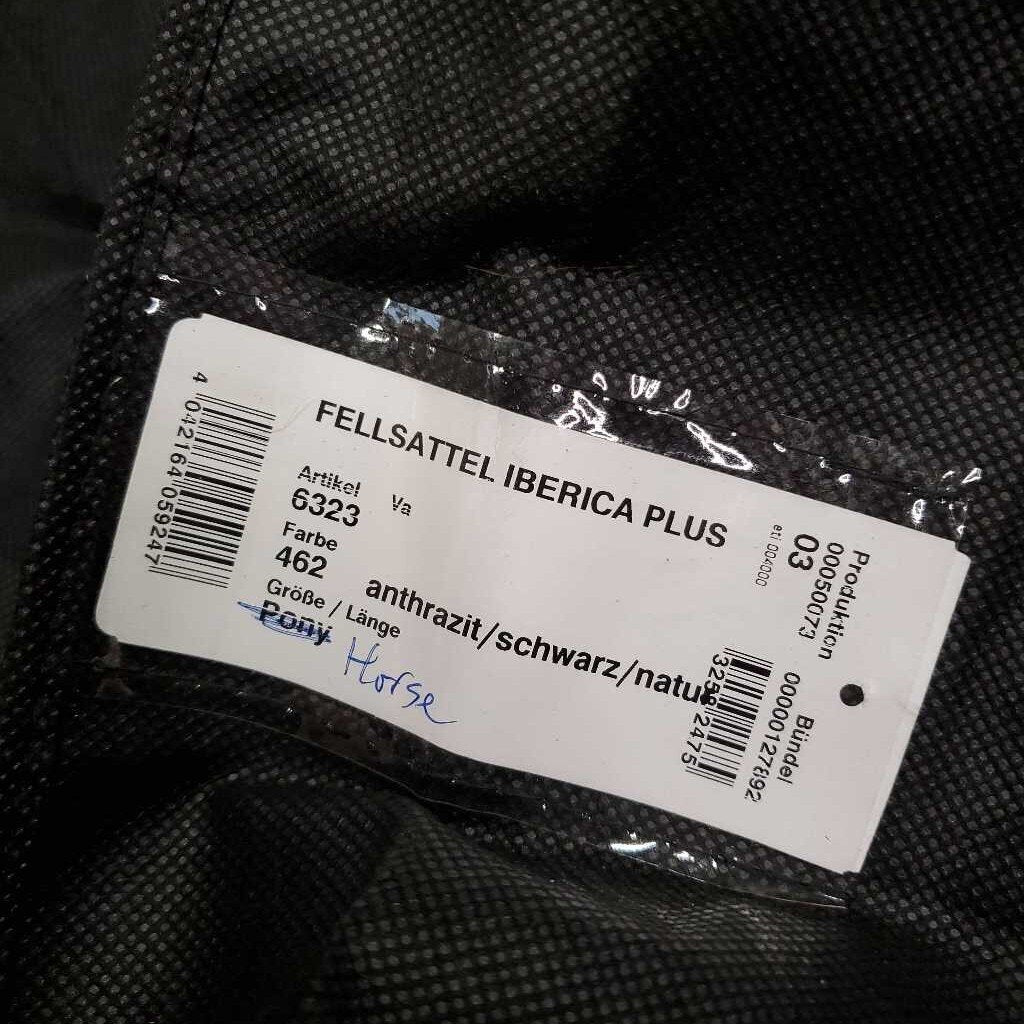 FELLSATTEL IBERICA PLUS
Artikel Va
6323
Farbe
462 anthrazit/schwarz/natur
Größe / Länge
Pony Horse
4 042164 059247
Produktion
00050073
03
Bündel